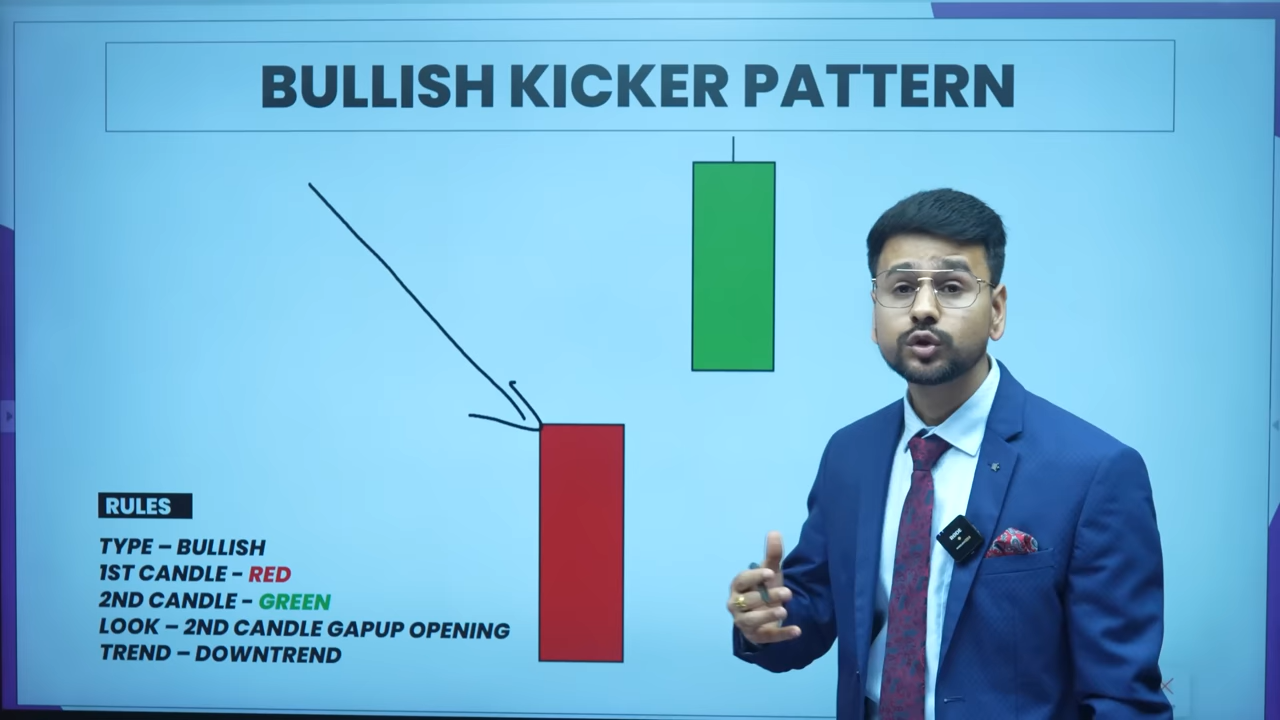 BULLISH KICKER PATTERN
RULES
TYPE – BULLISH
1ST CANDLE - RED
2ND CANDLE - GREEN
LOOK – 2ND CANDLE GAPUP OPENING
TREND – DOWNTREND